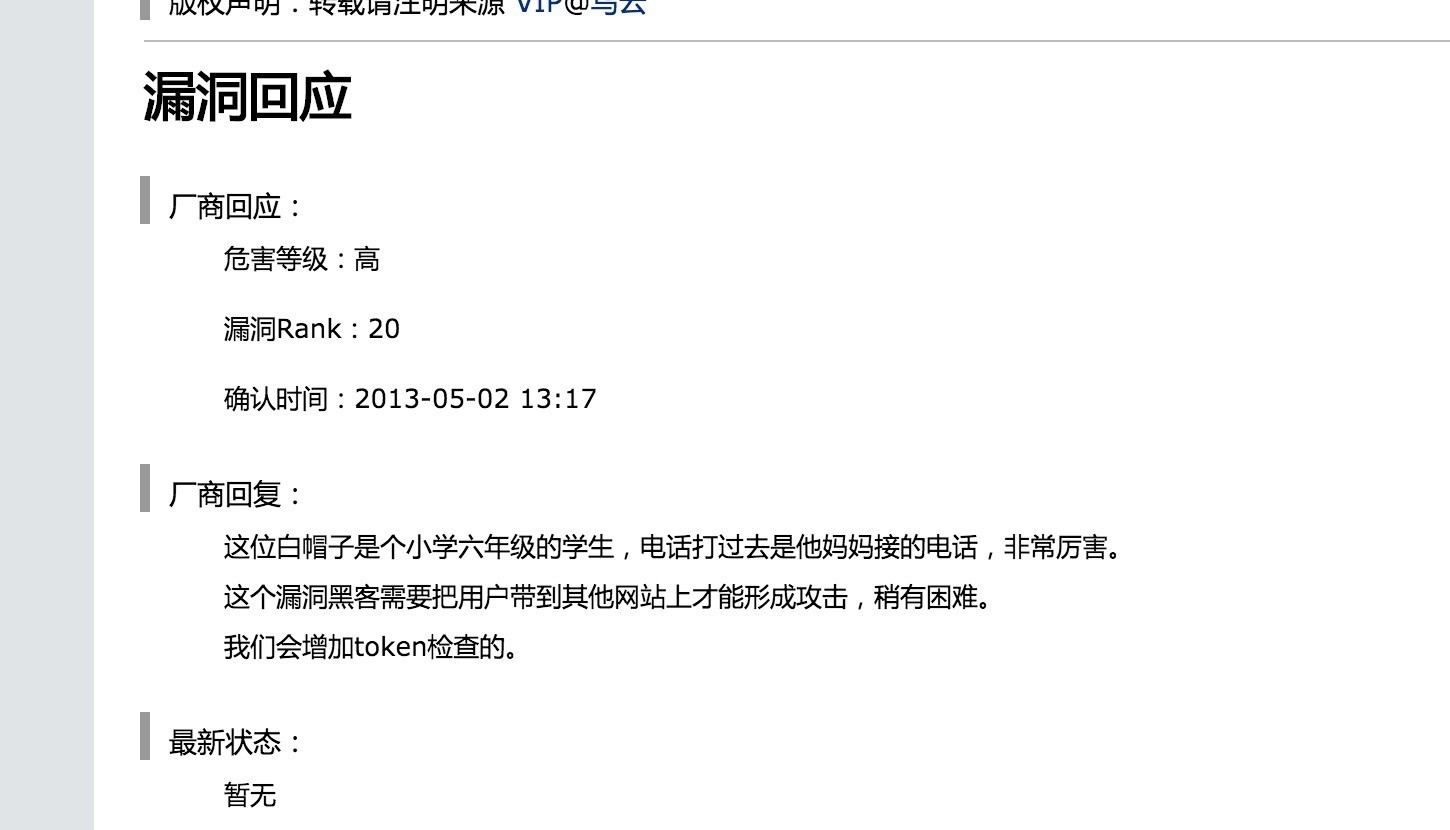 版权声明：转载请注明来源 VIP@乌云
漏洞回应
厂商回应：
危害等级：高
漏洞Rank：20
确认时间：2013-05-02 13:17
厂商回复：
这位白帽子是个小学六年级的学生，电话打过去是他妈妈接的电话，非常厉害。
这个漏洞黑客需要把用户带到其他网站上才能形成攻击，稍有困难。
我们会增加token检查的。
最新状态：
暂无